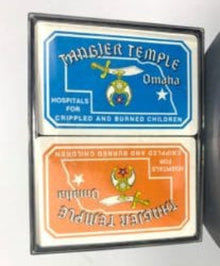 TANGIER TEMPLE
Omaha
HOSPITALS
FOR
CRIPPLED AND BURNED CHILDREN
TANGIER TEMPLE
Omaha
HOSPITALS
FOR
CRIPPLED AND BURNED CHILDREN